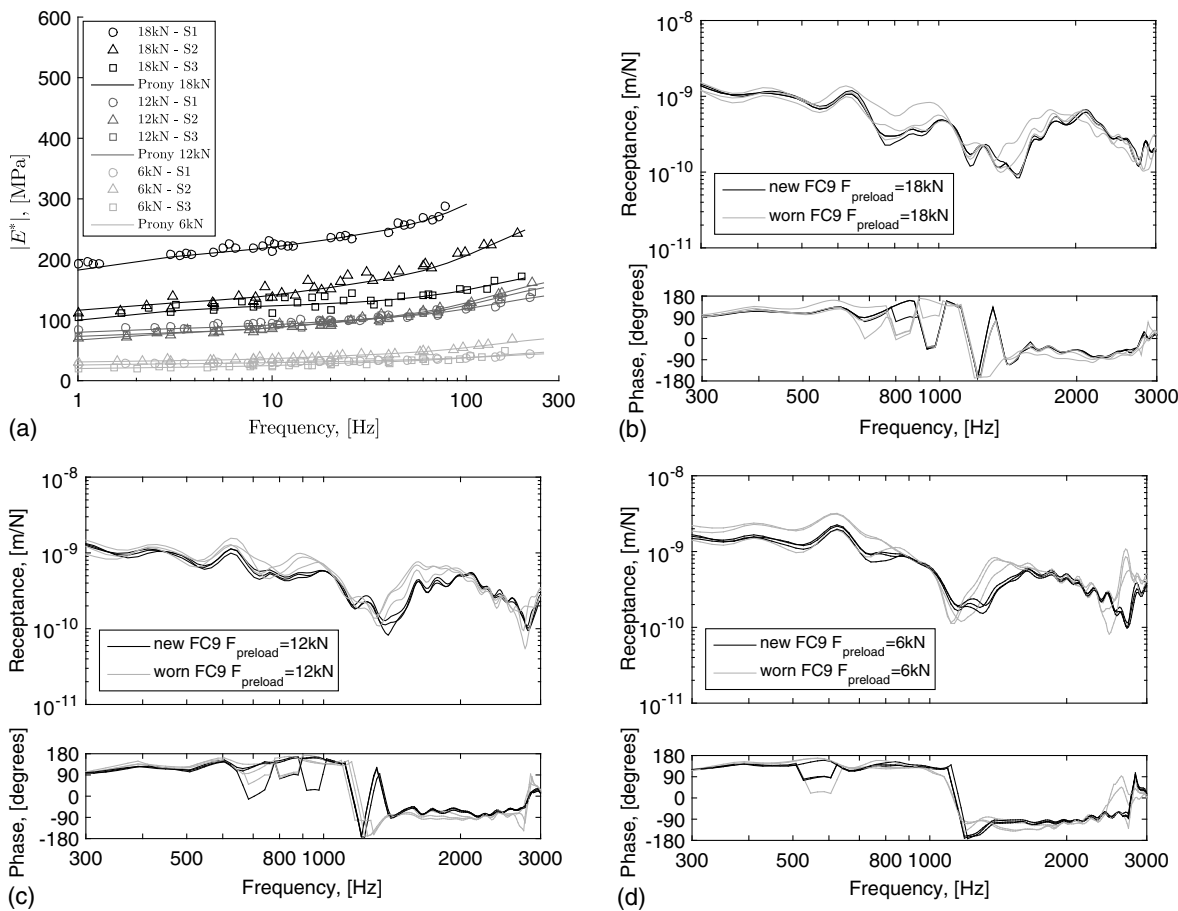 600
500
400
300
200
100
0
|E*|, [MPa]
18kN - S1
18kN - S2
18kN - S3
Prony 18kN
12kN - S1
12kN - S2
12kN - S3
Prony 12kN
6kN - S1
6kN - S2
6kN - S3
Prony 6kN
1 10 100 300
Frequency, [Hz]
(a)
10-8
10-9
10-10
10-11
Receptance, [m/N]
new FC9 Fpreload=18kN
worn FC9 Fpreload=18kN
180
90
0
-90
-180
Phase, [degrees]
300 500 800 1000 2000 3000
Frequency, [Hz]
(b)
10-8
10-9
10-10
10-11
Receptance, [m/N]
new FC9 Fpreload=12kN
worn FC9 Fpreload=12kN
180
90
0
-90
-180
Phase, [degrees]
300 500 800 1000 2000 3000
Frequency, [Hz]
(c)
10-8
10-9
10-10
10-11
Receptance, [m/N]
new FC9 Fpreload=6kN
worn FC9 Fpreload=6kN
180
90
0
-90
-180
Phase, [degrees]
300 500 800 1000 2000 3000
Frequency, [Hz]
(d)